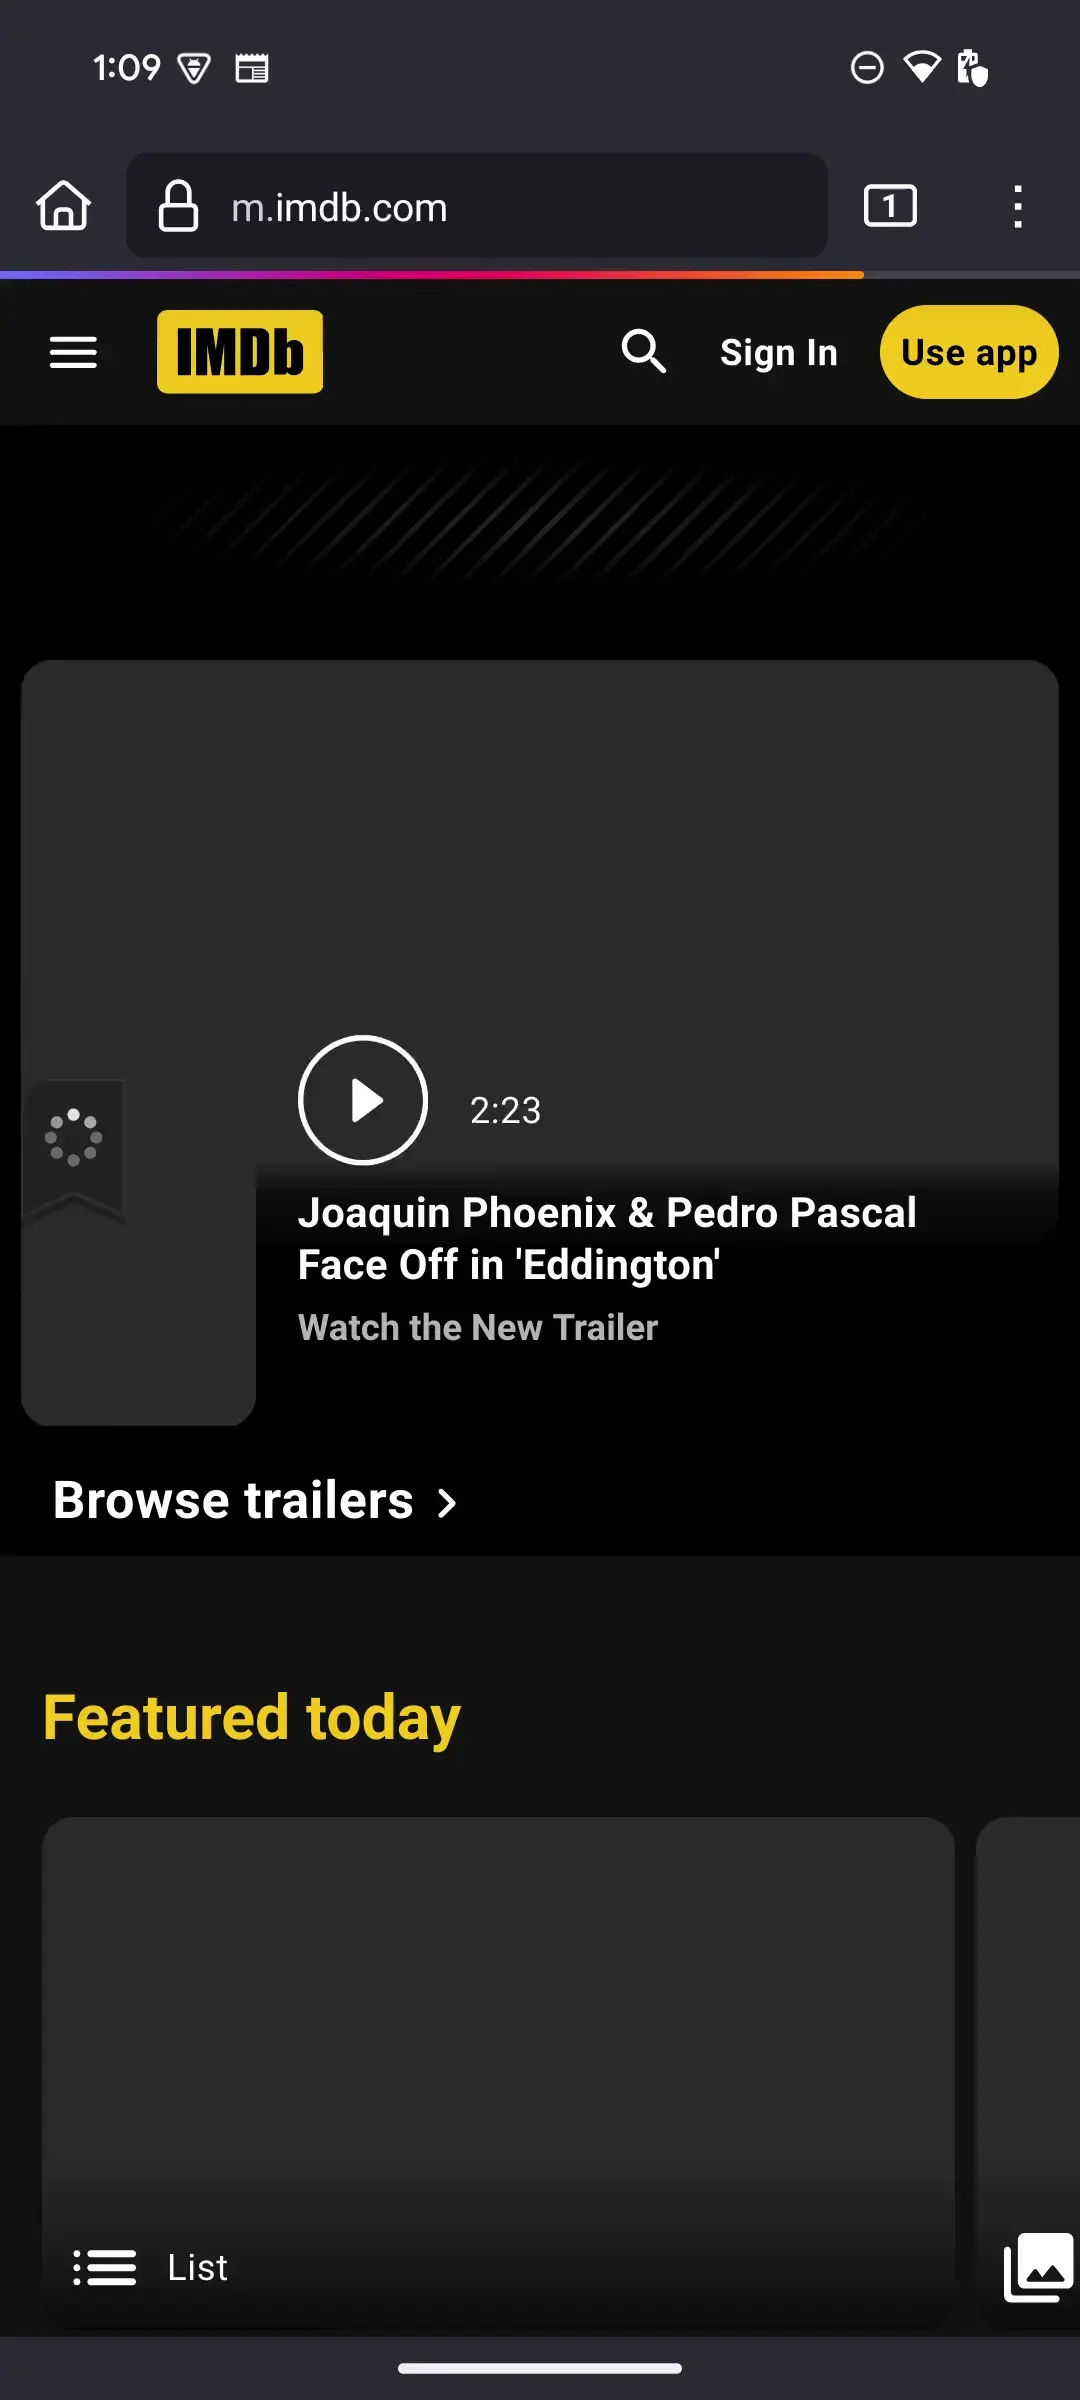 1:09
m.imdb.com
1
IMDb
Sign In
Use app
2:23
Joaquin Phoenix & Pedro Pascal
Face Off in 'Eddington'
Watch the New Trailer
Browse trailers
Featured today
List